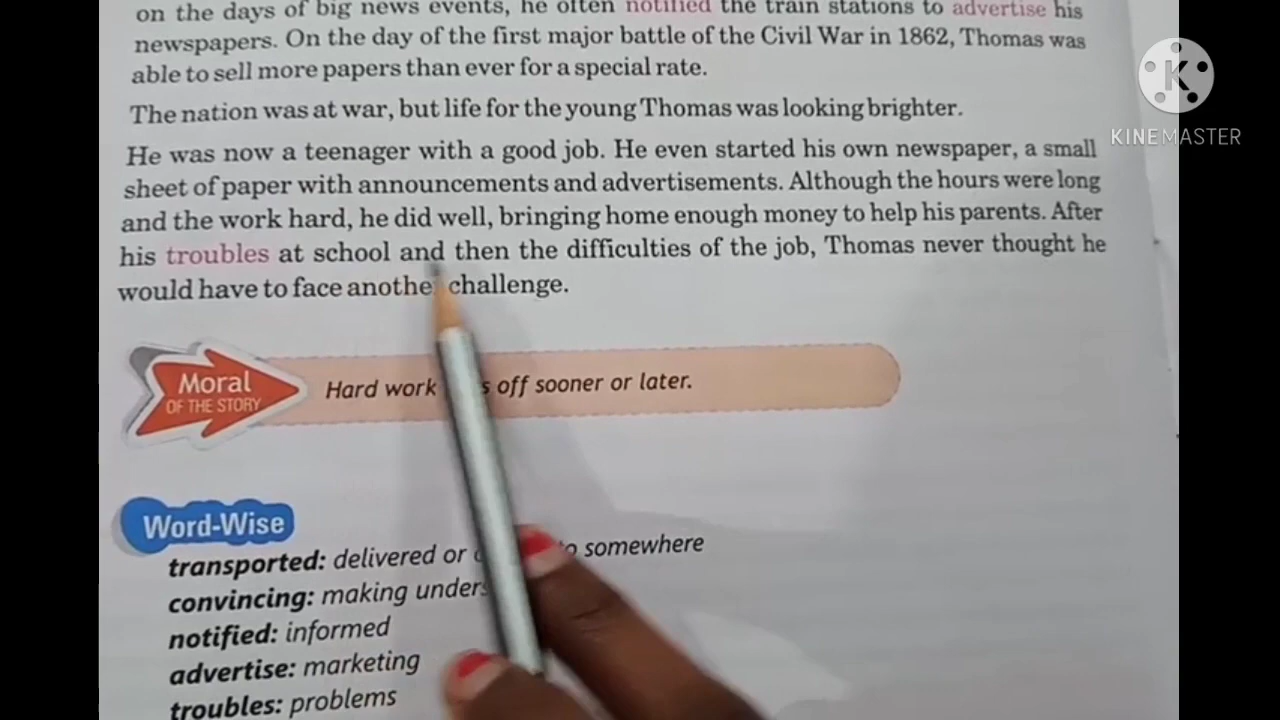 on the days of big news events, he often notified the train stations to advertise his
newspapers. On the day of the first major battle of the Civil War in 1862, Thomas was
able to sell more papers than ever for a special rate.
The nation was at war, but life for the young Thomas was looking brighter.
He was now a teenager with a good job. He even started his own newspaper, a small
sheet of paper with announcements and advertisements. Although the hours were long
and the work hard, he did well, bringing home enough money to help his parents. After
his troubles at school and then the difficulties of the job, Thomas never thought he
would have to face another challenge.
Moral
OF THE STORY
Hard work off sooner or later.
Word-Wise
transported: delivered or to somewhere
convincing: making
notified: informed
advertise: marketing
troubles: problems
K
KINEMASTER